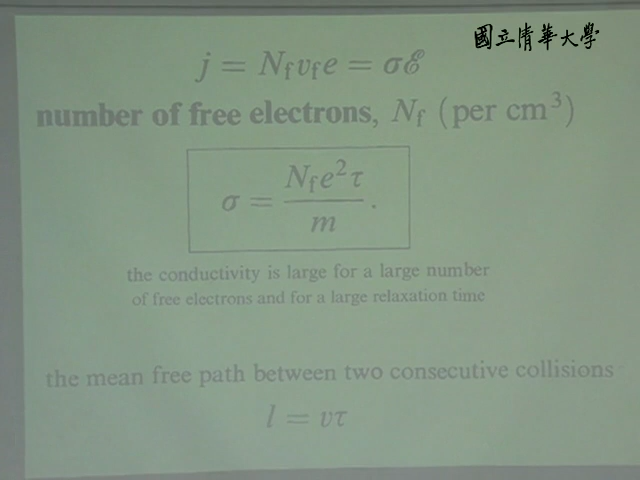 國立清華大學
j = N_f v_f e = σℰ
number of free electrons, N_f (per cm³)
σ = N_f e² τ / m .
the conductivity is large for a large number
of free electrons and for a large relaxation time
the mean free path between two consecutive collisions
l = vτ